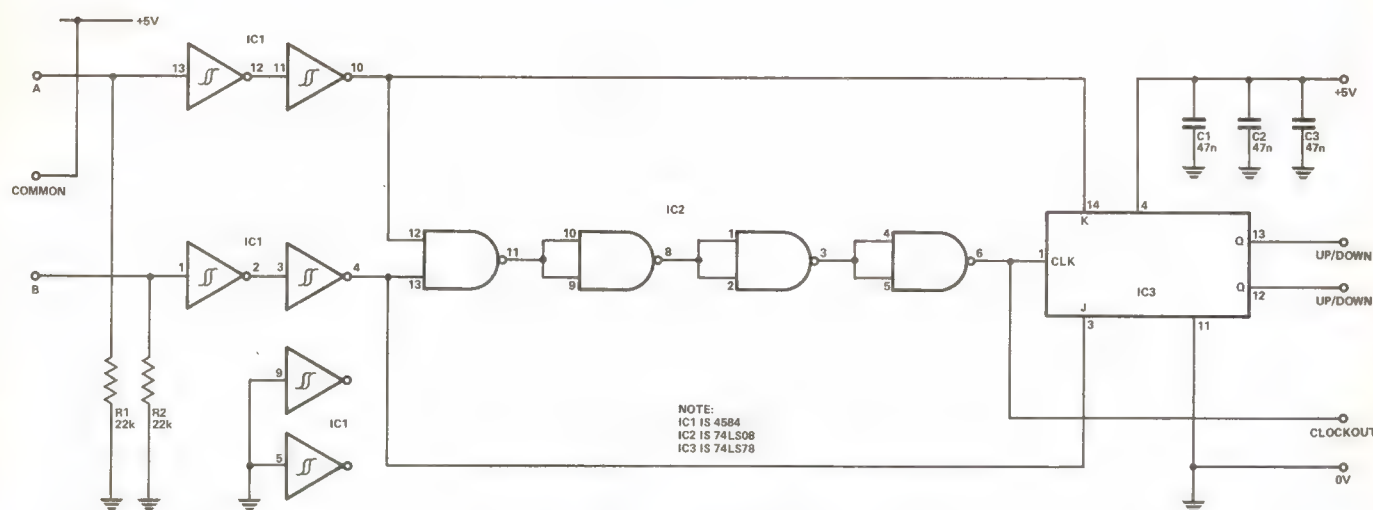 +5V
IC1
13
12
11
10
A
COMMON
+5V
C1
47n
C2
47n
C3
47n
IC2
14
4
K
12
11
13
10
8
9
1
3
2
4
6
5
1
CLK
Q
13
UP/DOWN
IC3
Q
12
UP/DOWN
J
3
11
IC1
1
2
3
4
B
R1
22k
R2
22k
9
IC1
5
NOTE:
IC1 IS 4584
IC2 IS 74LS08
IC3 IS 74LS78
CLOCKOUT
0V